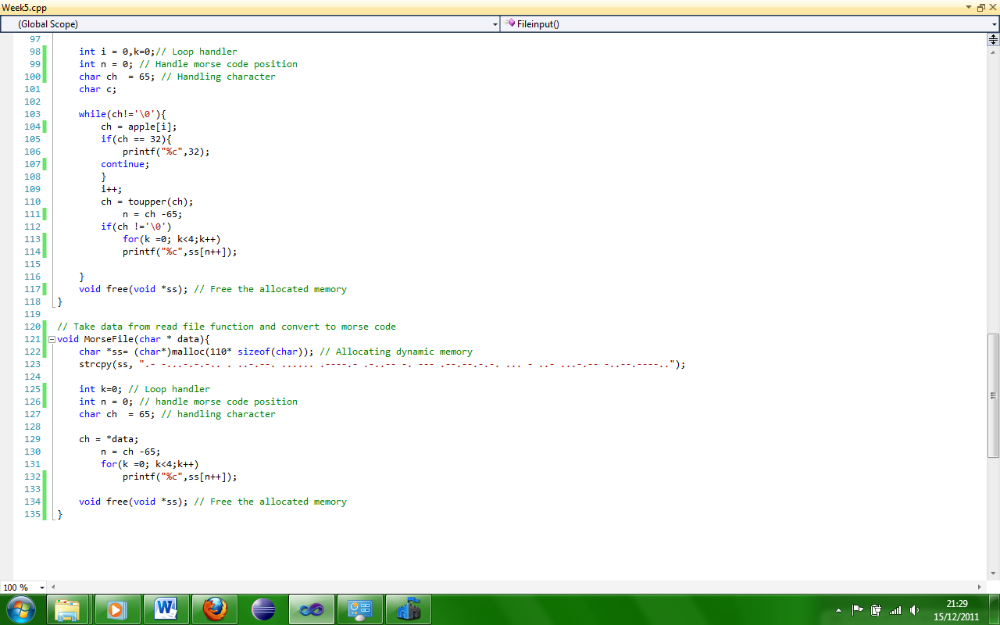 Week5.cpp
(Global Scope)
Fileinput()
97
98 int i = 0,k=0;// Loop handler
99 int n = 0; // Handle morse code position
100 char ch  = 65; // Handling character
101 char c;
102
103 while(ch!='\0'){
104 ch = apple[i];
105 if(ch == 32){
106 printf("%c",32);
107 continue;
108 }
109 i++;
110 ch = toupper(ch);
111 n = ch -65;
112 if(ch !='\0')
113 for(k =0; k<4;k++)
114 printf("%c",ss[n++]);
115
116 }
117 void free(void *ss); // Free the allocated memory
118 }
119
120 // Take data from read file function and convert to morse code
121 void MorseFile(char * data){
122 char *ss= (char*)malloc(110* sizeof(char)); // Allocating dynamic memory
123 strcpy(ss, ".- -...-.-.-.. . ..-.--. ...... .----.- .-..-- -. --- .--.--.-.-. ... - ..- ...-.-- -..--.----..");
124
125 int k=0; // Loop handler
126 int n = 0; // handle morse code position
127 char ch  = 65; // handling character
128
129 ch = *data;
130 n = ch -65;
131 for(k =0; k<4;k++)
132 printf("%c",ss[n++]);
133
134 void free(void *ss); // Free the allocated memory
135 }
100 %
21:29
15/12/2011